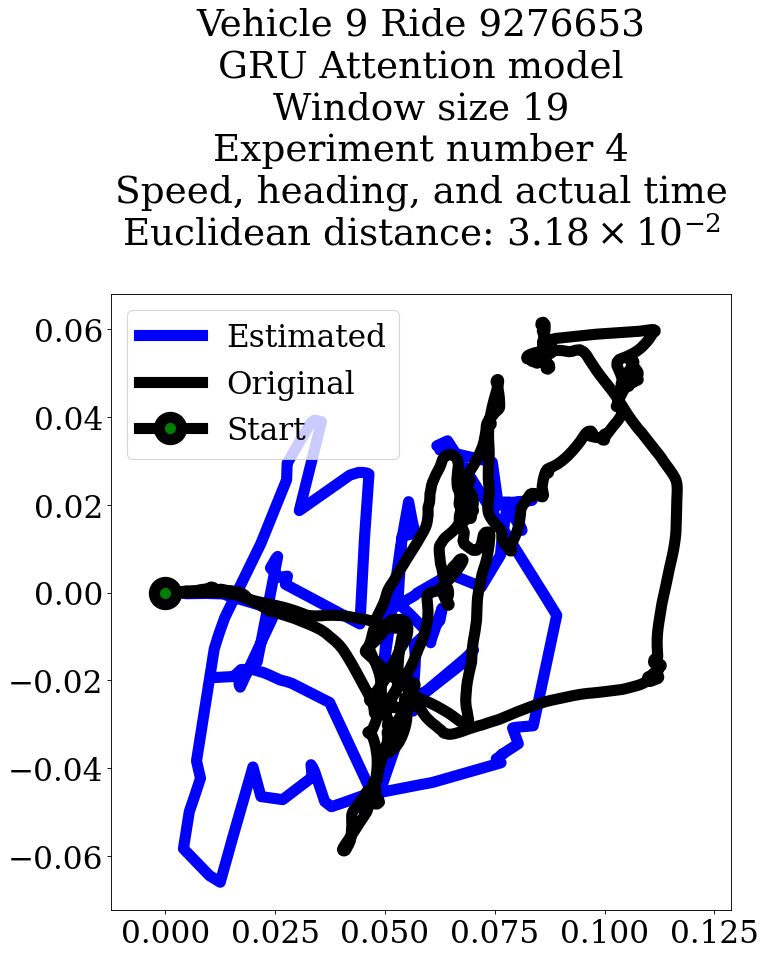 Vehicle 9 Ride 9276653
GRU Attention model
Window size 19
Experiment number 4
Speed, heading, and actual time
Euclidean distance: 3.18 × 10⁻²
Estimated
Original
Start
0.06
0.04
0.02
0.00
−0.02
−0.04
−0.06
0.000 0.025 0.050 0.075 0.100 0.125